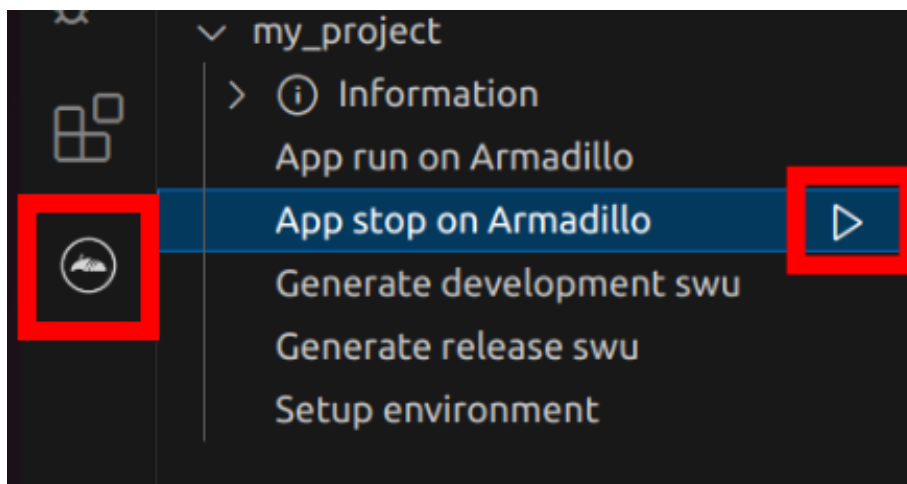 my_project
Information
App run on Armadillo
App stop on Armadillo
Generate development swu
Generate release swu
Setup environment